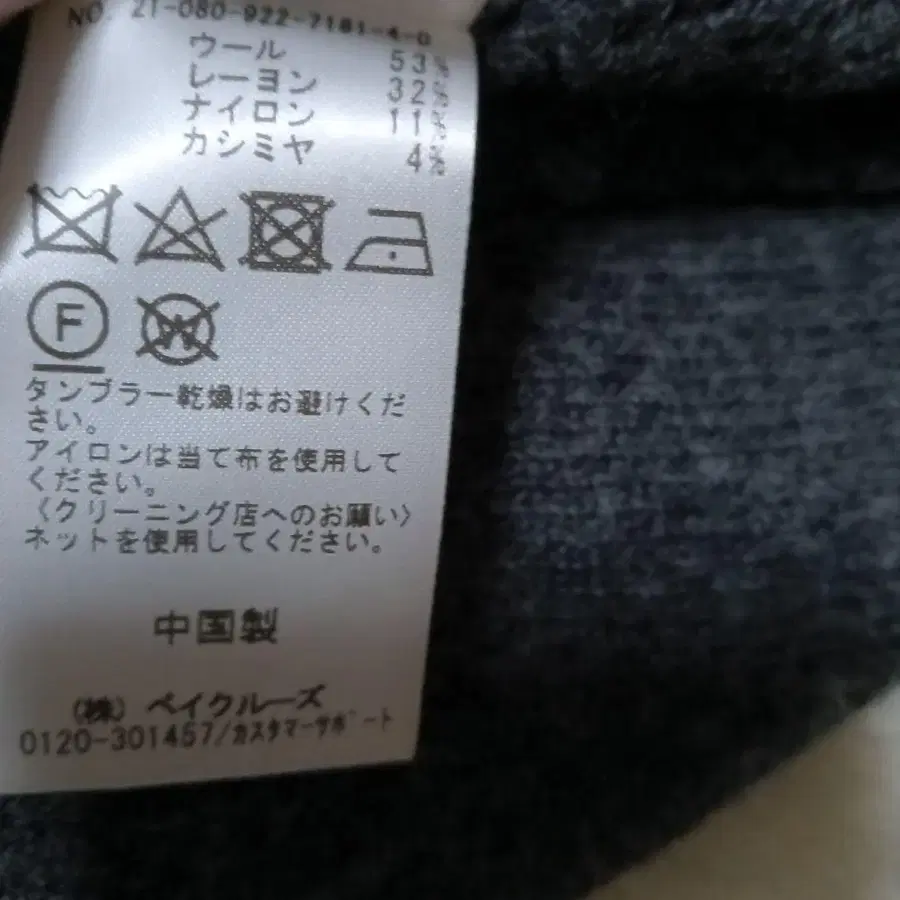 NO. 21-080-922-7181-4-0
ウール 53%
レーヨン 32%
ナイロン 11%
カシミヤ 4%
F W
タンブラー乾燥はお避けくだ
さい。
アイロンは当て布を使用して
ください。
〈クリーニング店へのお願い〉
ネットを使用してください。
中国製
(株) ベイクルーズ
0120-301457/カスタマーサポート